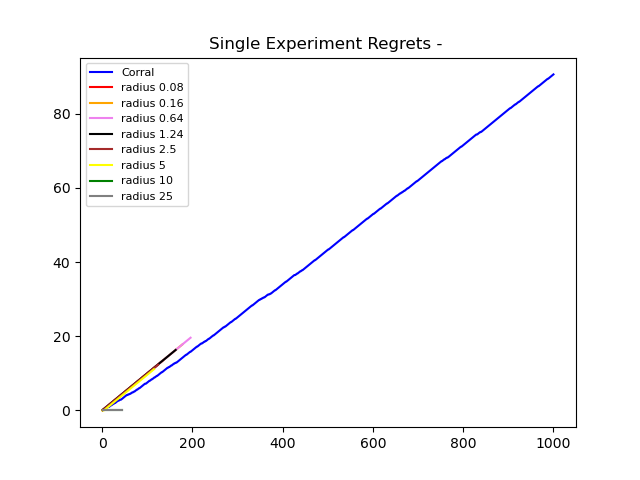 Single Experiment Regrets -
Corral
radius 0.08
radius 0.16
radius 0.64
radius 1.24
radius 2.5
radius 5
radius 10
radius 25
80
60
40
20
0
0 200 400 600 800 1000